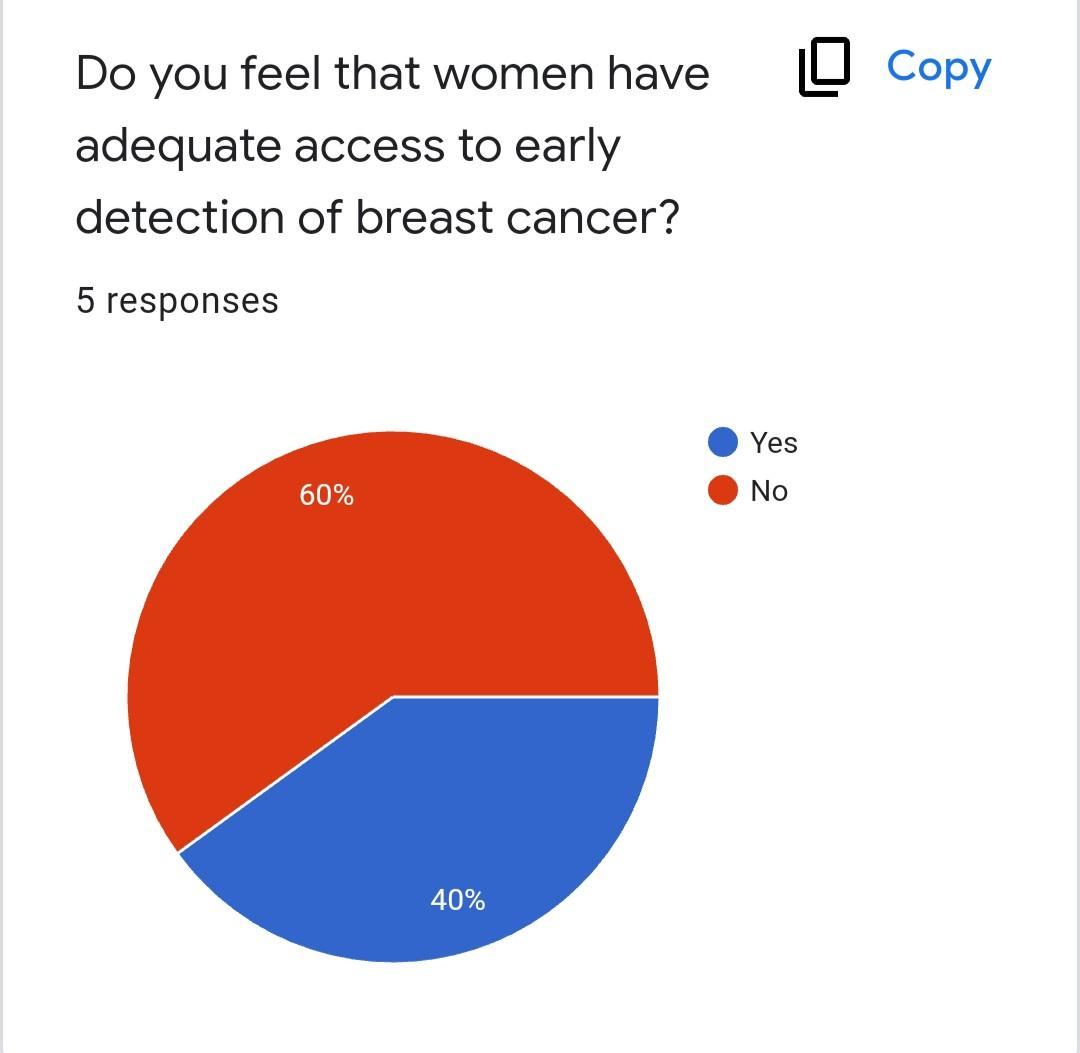 Do you feel that women have
adequate access to early
detection of breast cancer?
Copy
5 responses
Yes
No
60%
40%